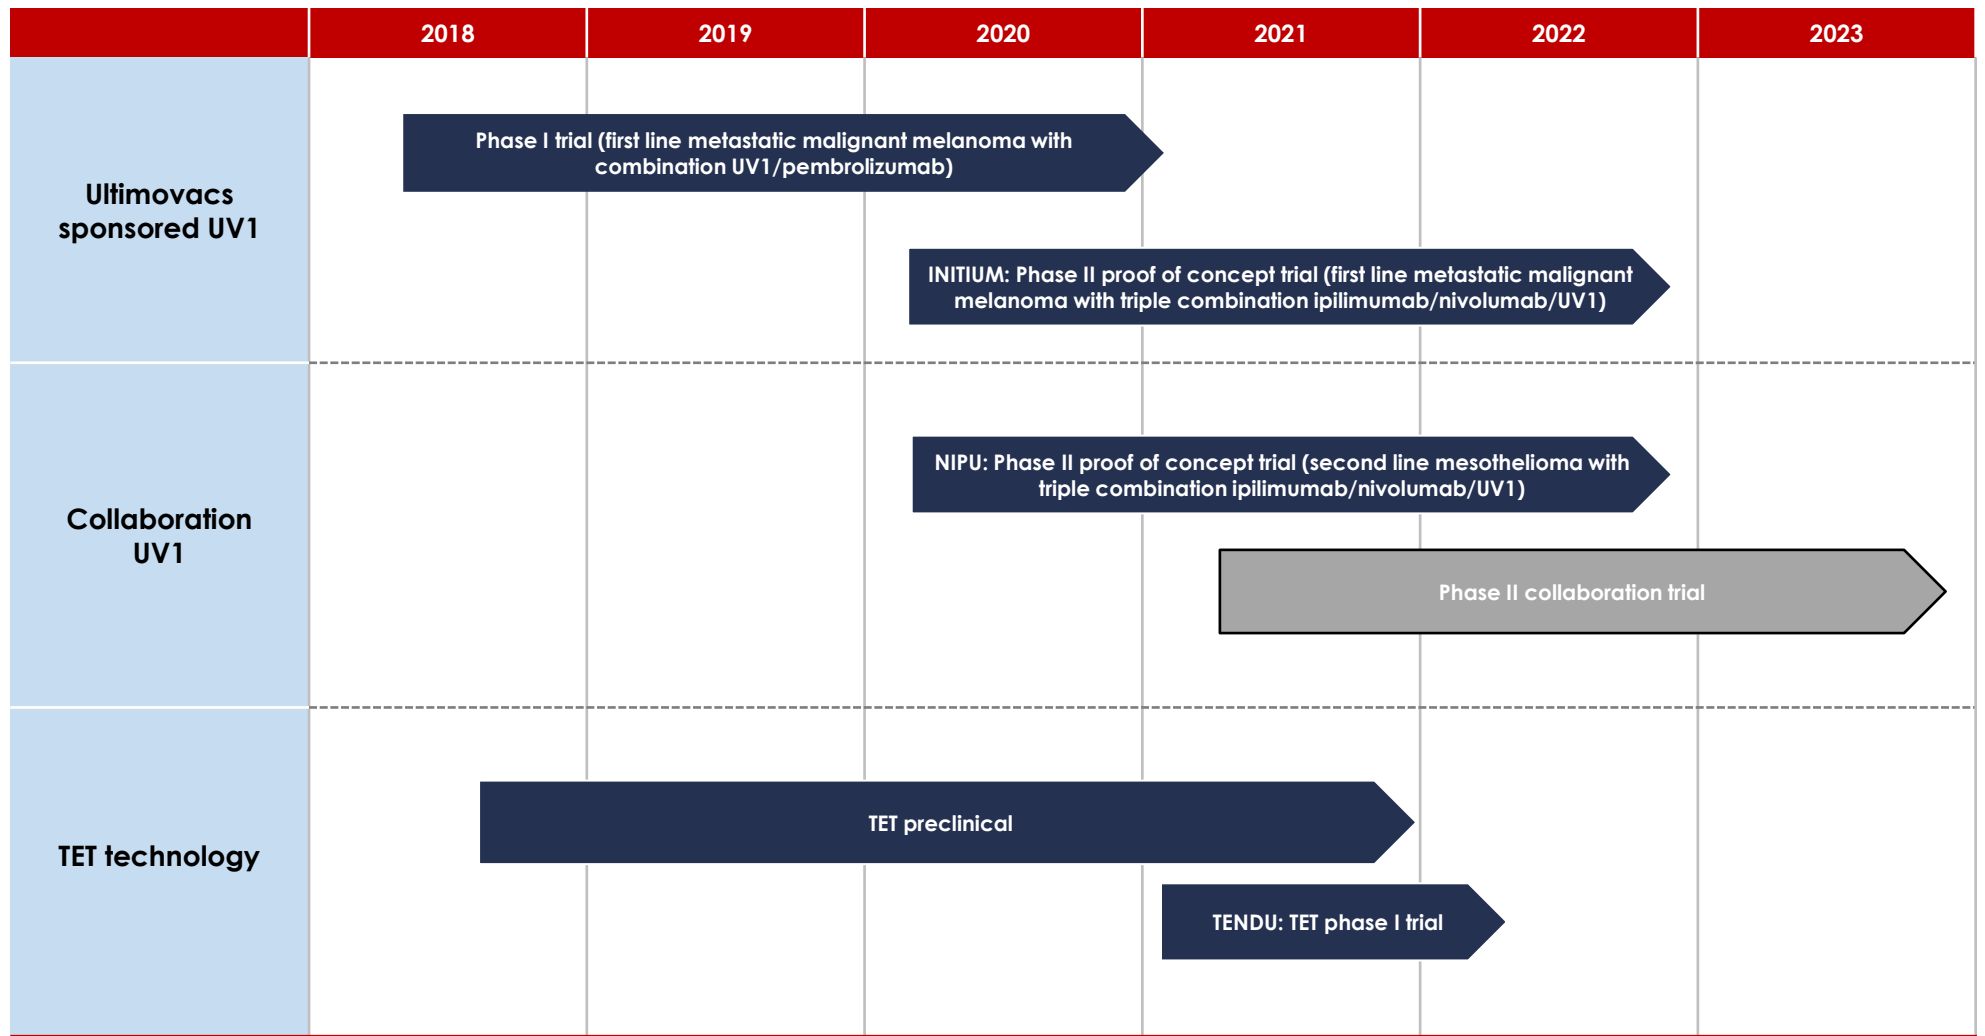 2018 2019 2020 2021 2022 2023
Ultimovacs
sponsored UV1
Phase I trial (first line metastatic malignant melanoma with
combination UV1/pembrolizumab)
INITIUM: Phase II proof of concept trial (first line metastatic malignant
melanoma with triple combination ipilimumab/nivolumab/UV1)
Collaboration
UV1
NIPU: Phase II proof of concept trial (second line mesothelioma with
triple combination ipilimumab/nivolumab/UV1)
Phase II collaboration trial
TET technology
TET preclinical
TENDU: TET phase I trial